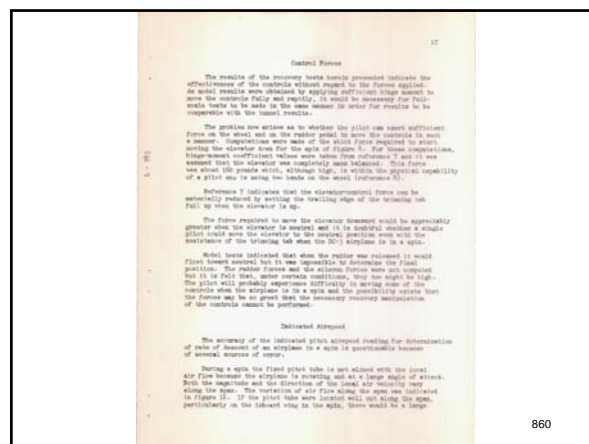 17
Control Forces
The results of the recovery tests herein presented indicate the
effectiveness of the controls without regard to the forces applied.
As model results were obtained by applying sufficient hinge moment to
move the controls fully and rapidly, it would be necessary for full-
scale tests to be made in the same manner in order for results to be
comparable with the tunnel results.
The problem now arises as to whether the pilot can exert sufficient
force on the wheel and on the rudder pedal to move the controls in such
a manner. Computations were made of the stick force required to start
moving the elevator down for the spin of figure 5. For these computations,
hinge-moment coefficient values were taken from reference 7 and it was
assumed that the elevator was completely mass balanced. This force
was about 160 pounds which, although high, is within the physical capability
of a pilot who is using two hands on the wheel (reference 8).
Reference 7 indicates that the elevator-control force can be
materially reduced by setting the trailing edge of the trimming tab
full up when the elevator is up.
The force required to move the elevator downward would be appreciably
greater when the elevator is neutral and it is doubtful whether a single
pilot could move the elevator to the neutral position even with the
assistance of the trimming tab when the DC-3 airplane is in a spin.
Model tests indicated that when the rudder was released it would
float toward neutral but it was impossible to determine the final
position. The rudder forces and the aileron forces were not computed
but it is felt that, under certain conditions, they too might be high.
The pilot will probably experience difficulty in moving some of the
controls when the airplane is in a spin and the possibility exists that
the forces may be so great that the necessary recovery manipulation
of the controls cannot be performed.
Indicated Airspeed
The accuracy of the indicated pitot airspeed reading for determination
of rate of descent of an airplane in a spin is questionable because
of several sources of error.
During a spin the fixed pitot tube is not alined with the local
air flow because the airplane is rotating and at a large angle of attack.
Both the magnitude and the direction of the local air velocity vary
along the span. The variation of air flow along the span was indicated
in figure 10. If the pitot tube were located well out along the span,
particularly on the inboard wing in the spin, there would be a large
860